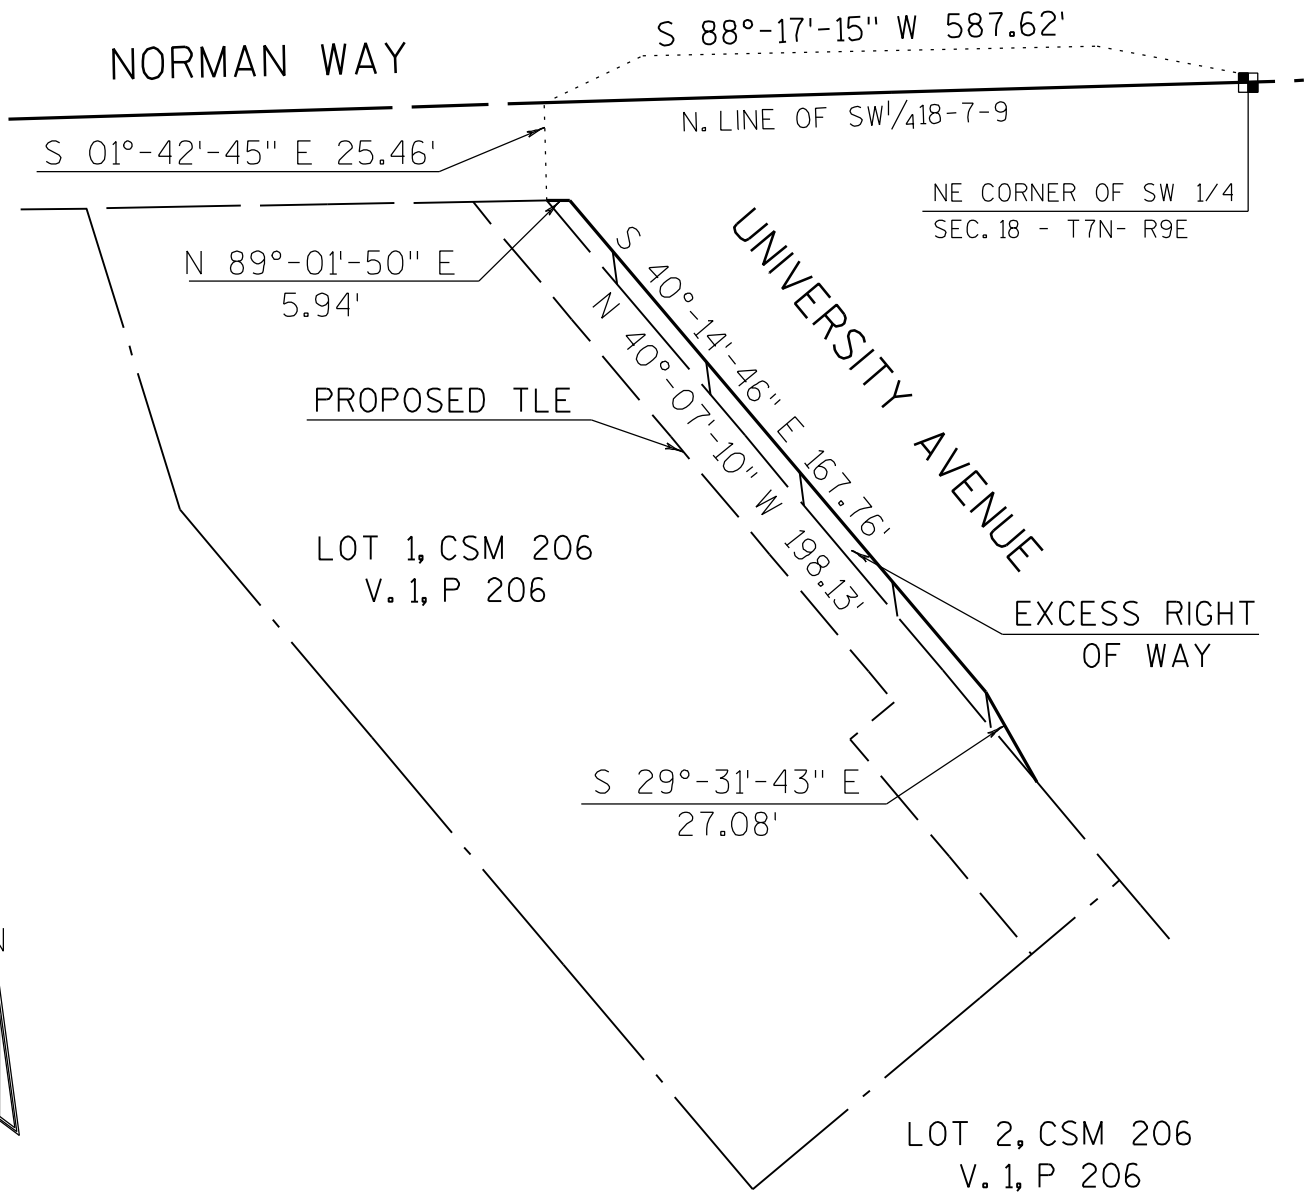 S 88°-17'-15" W 587.62'
NORMAN WAY
N. LINE OF SW 1/4 18-7-9
S 01°-42'-45" E 25.46'
NE CORNER OF SW 1/4
SEC. 18 - T7N- R9E
N 89°-01'-50" E
5.94'
UNIVERSITY AVENUE
S 40°-14'-46" E 167.76'
N 40°-07'-10" W 198.13'
PROPOSED TLE
LOT 1, CSM 206
V. 1, P 206
EXCESS RIGHT
OF WAY
S 29°-31'-43" E
27.08'
N
LOT 2, CSM 206
V. 1, P 206